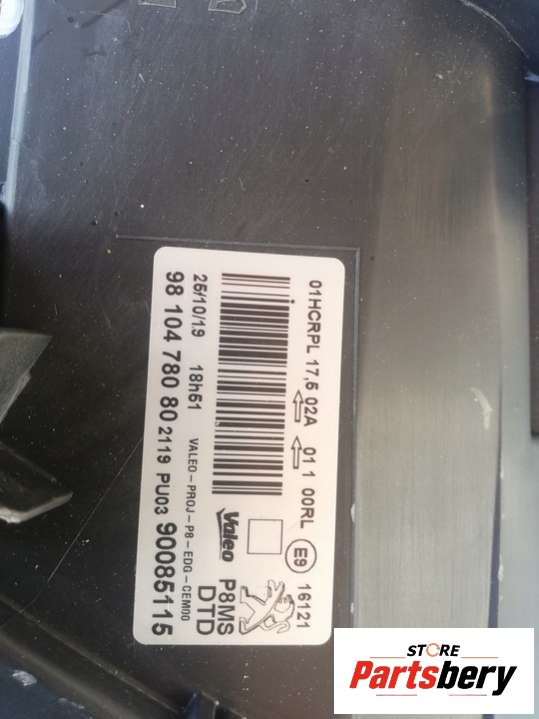 01HCRPL 17,5 02A 01 1 00RL E9 16121
25/10/19 18h51 VALEO-PROJ-P8-EDG-CEM00
Valeo P8MS
DTD
98 104 780 80 2119 PU03 90085115
STORE
Partsbery